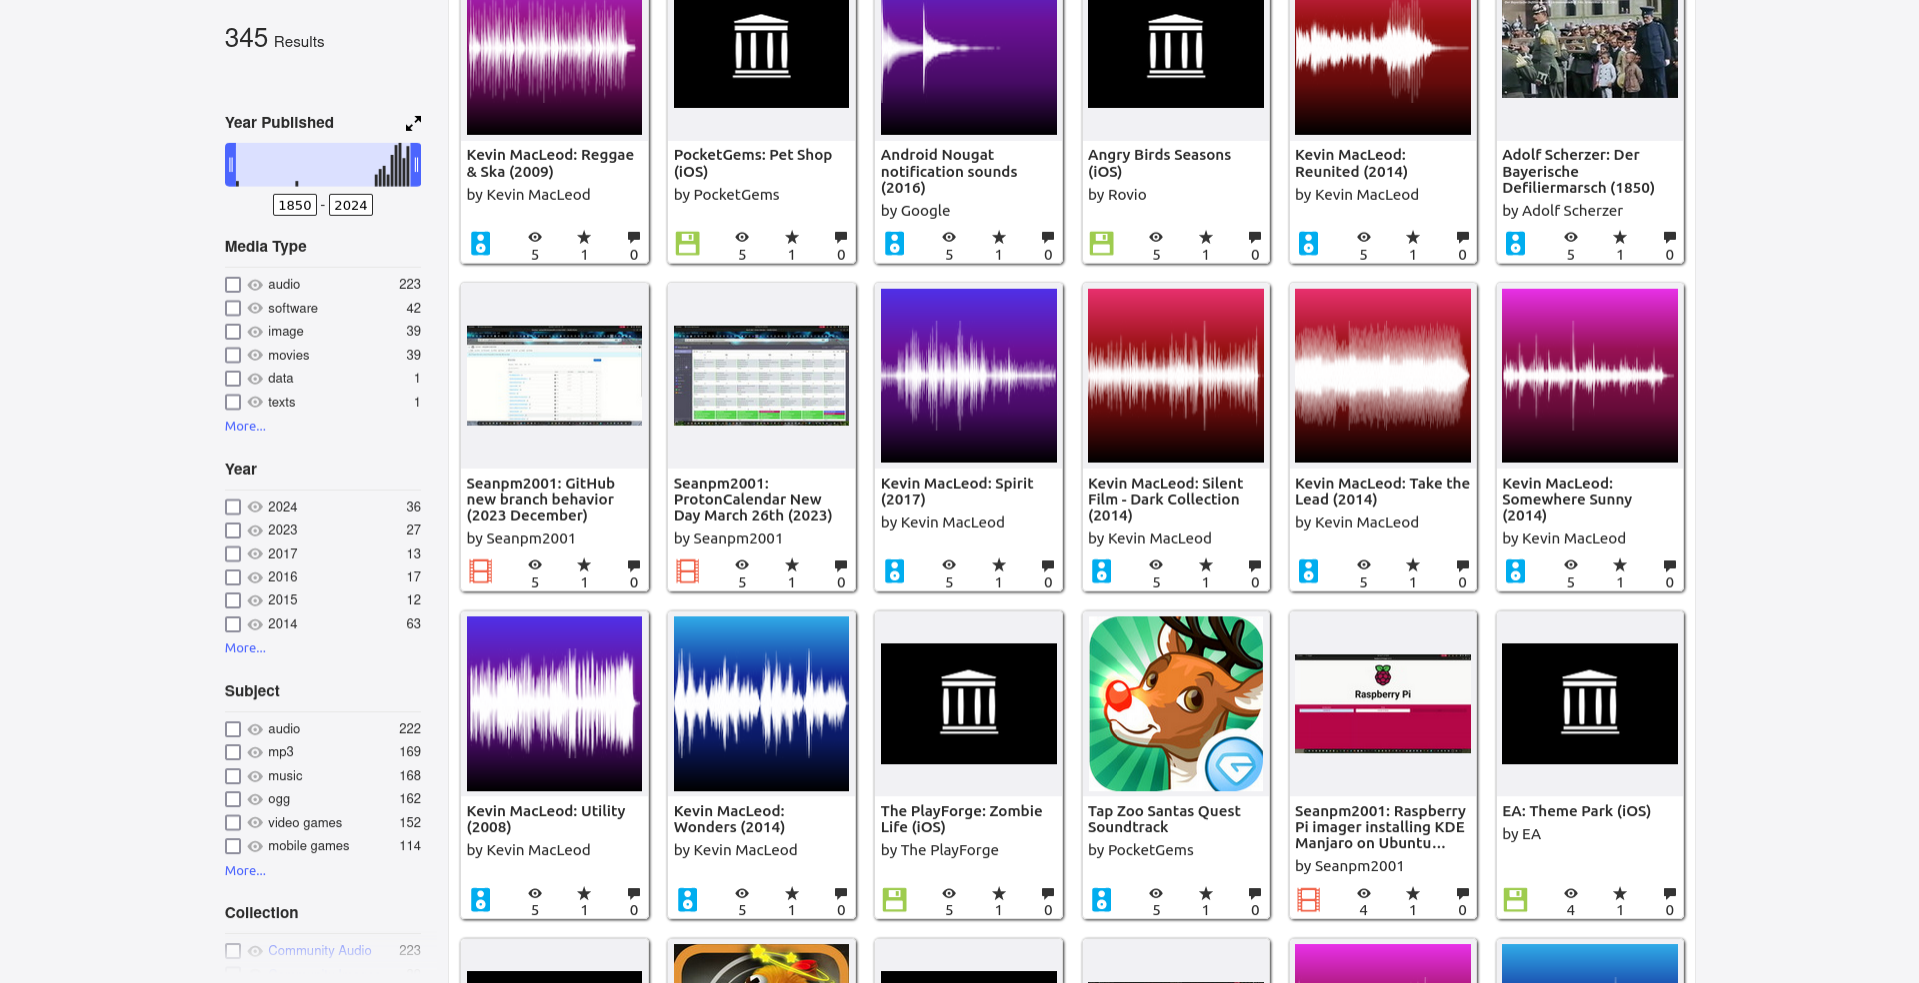 345 Results
Year Published
1850 - 2024
Media Type
audio 223
software 42
image 39
movies 39
data 1
texts 1
More...
Year
2024 36
2023 27
2017 13
2016 17
2015 12
2014 63
More...
Subject
audio 222
mp3 169
music 168
ogg 162
video games 152
mobile games 114
More...
Collection
Community Audio 223
Kevin MacLeod: Reggae
& Ska (2009)
by Kevin MacLeod
5 1 0
PocketGems: Pet Shop
(iOS)
by PocketGems
5 1 0
Android Nougat
notification sounds
(2016)
by Google
5 1 0
Angry Birds Seasons
(iOS)
by Rovio
5 1 0
Kevin MacLeod:
Reunited (2014)
by Kevin MacLeod
5 1 0
Adolf Scherzer: Der
Bayerische
Defiliermarsch (1850)
by Adolf Scherzer
5 1 0
Seanpm2001: GitHub
new branch behavior
(2023 December)
by Seanpm2001
5 1 0
Seanpm2001:
ProtonCalendar New
Day March 26th (2023)
by Seanpm2001
5 1 0
Kevin MacLeod: Spirit
(2017)
by Kevin MacLeod
5 1 0
Kevin MacLeod: Silent
Film - Dark Collection
(2014)
by Kevin MacLeod
5 1 0
Kevin MacLeod: Take the
Lead (2014)
by Kevin MacLeod
5 1 0
Kevin MacLeod:
Somewhere Sunny
(2014)
by Kevin MacLeod
5 1 0
Kevin MacLeod: Utility
(2008)
by Kevin MacLeod
5 1 0
Kevin MacLeod:
Wonders (2014)
by Kevin MacLeod
5 1 0
The PlayForge: Zombie
Life (iOS)
by The PlayForge
5 1 0
Tap Zoo Santas Quest
Soundtrack
by PocketGems
5 1 0
Raspberry Pi
Seanpm2001: Raspberry
Pi imager installing KDE
Manjaro on Ubuntu...
by Seanpm2001
4 1 0
EA: Theme Park (iOS)
by EA
4 1 0